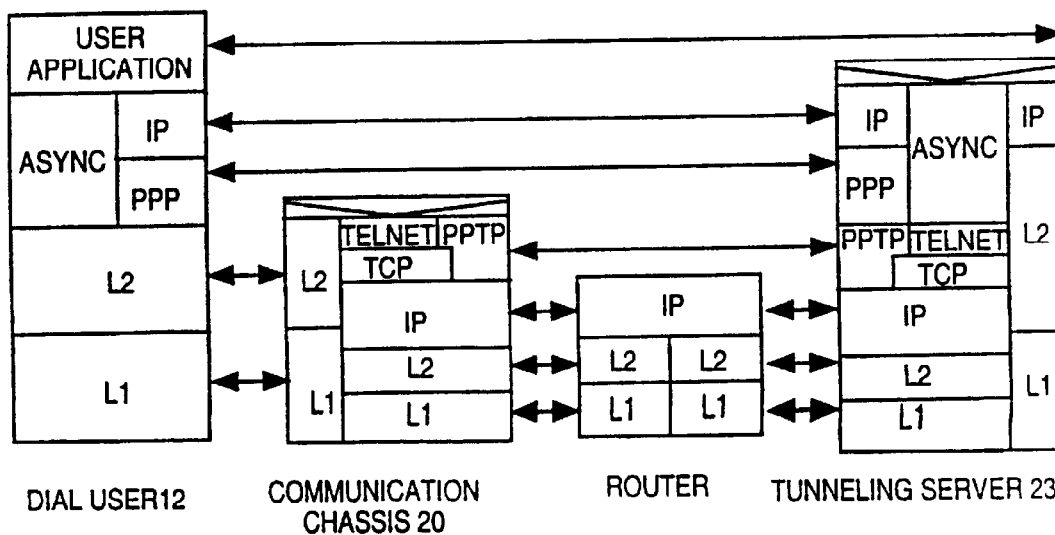 USER
APPLICATION
ASYNC
IP
PPP
L2
L1
L2
L1
TELNET
PPTP
TCP
IP
L2
L1
IP
L2
L2
L1
L1
IP
ASYNC
IP
PPP
PPTP
TELNET
TCP
L2
IP
L2
L1
L1
DIAL USER12
COMMUNICATION
CHASSIS 20
ROUTER
TUNNELING SERVER 23